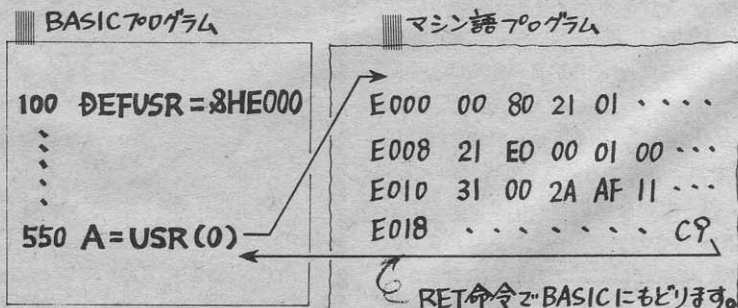 BASICプログラム
100 DEFUSR=&HE000
550 A=USR(0)
マシン語プログラム
E000 00 80 21 01 ・・・・
E008 21 E0 00 01 00 ・・・
E010 31 00 2A AF 11 ・・・
E018 ・ ・ ・ ・ ・ ・ C9
RET命令でBASICにもどります。